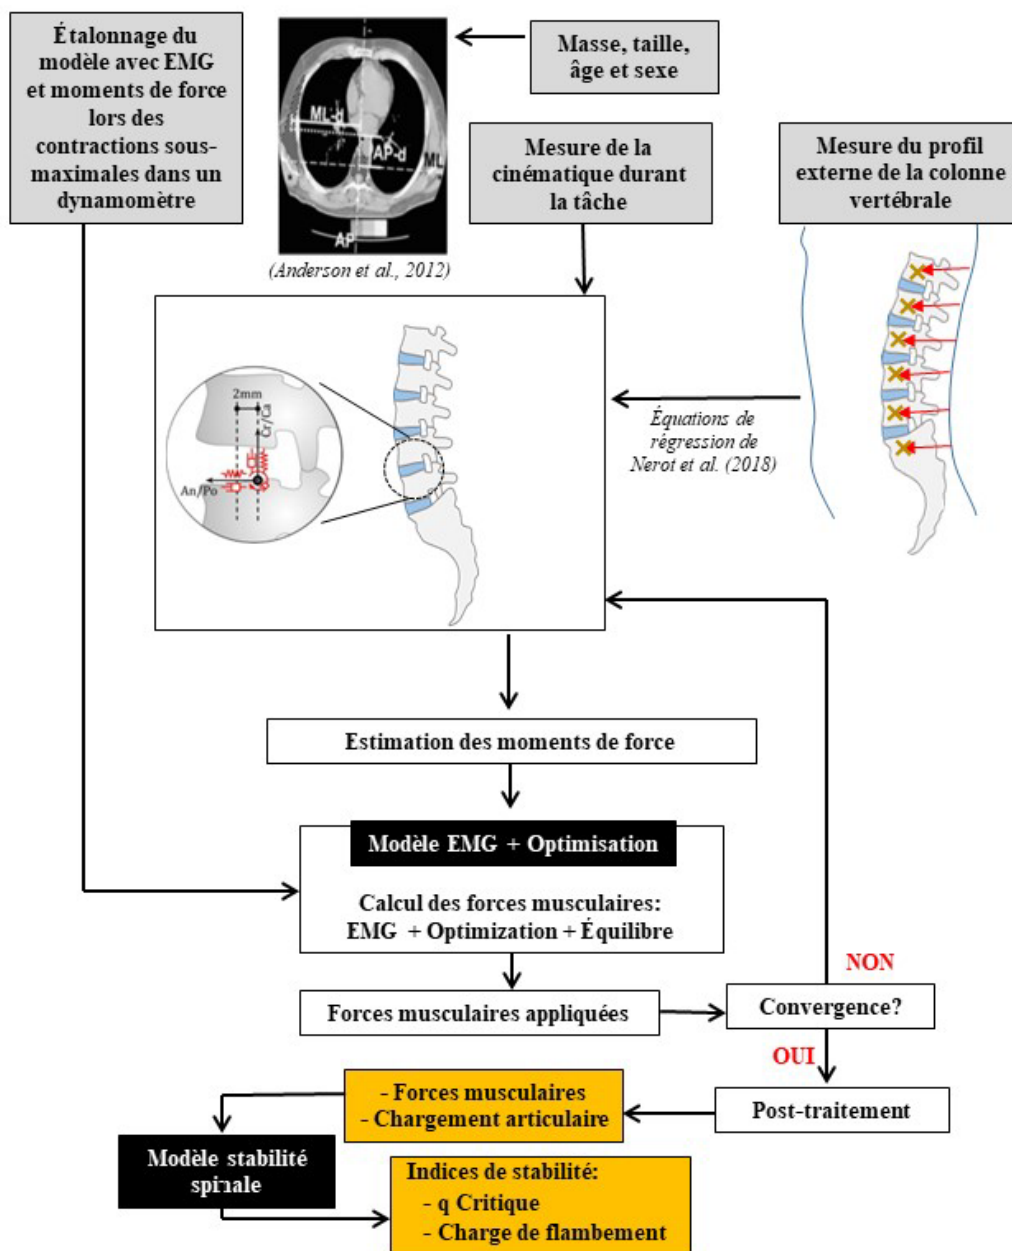 Étalonnage du
modèle avec EMG
et moments de force
lors des
contractions sous-
maximales dans un
dynamomètre
Masse, taille,
âge et sexe
ML-d
AP-d
ML
AP
(Anderson et al., 2012)
Mesure de la
cinématique durant
la tâche
Mesure du profil
externe de la colonne
vertébrale
2mm
Cr/Ca
An/Po
Équations de
régression de
Nerot et al. (2018)
Estimation des moments de force
Modèle EMG + Optimisation
Calcul des forces musculaires:
EMG + Optimization + Équilibre
Forces musculaires appliquées
NON
Convergence?
OUI
Post-traitement
- Forces musculaires
- Chargement articulaire
Modèle stabilité
spinale
Indices de stabilité:
- q Critique
- Charge de flambement